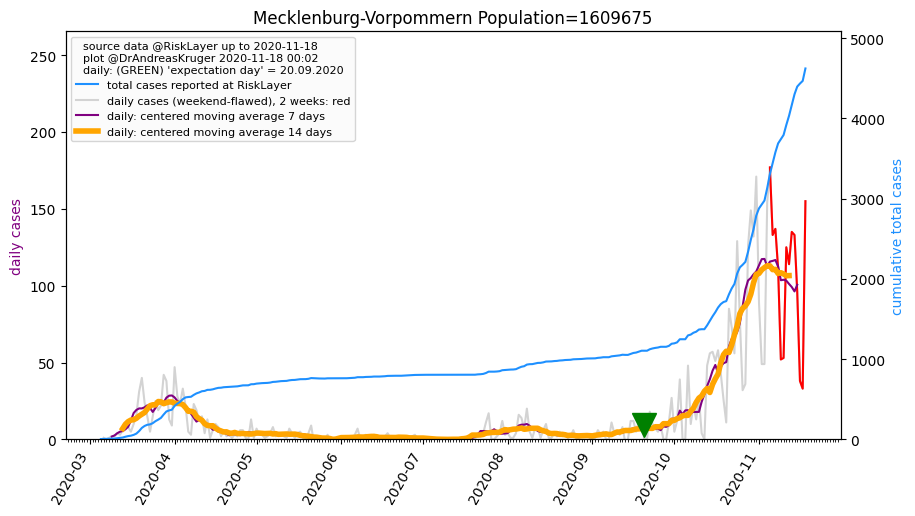 Mecklenburg-Vorpommern Population=1609675
source data @RiskLayer up to 2020-11-18
plot @DrAndreasKruger 2020-11-18 00:02
daily: (GREEN) 'expectation day' = 20.09.2020
total cases reported at RiskLayer
daily cases (weekend-flawed), 2 weeks: red
daily: centered moving average 7 days
daily: centered moving average 14 days
daily cases
250
200
150
100
50
0
5000
4000
3000
2000
1000
0
cumulative total cases
2020-03
2020-04
2020-05
2020-06
2020-07
2020-08
2020-09
2020-10
2020-11